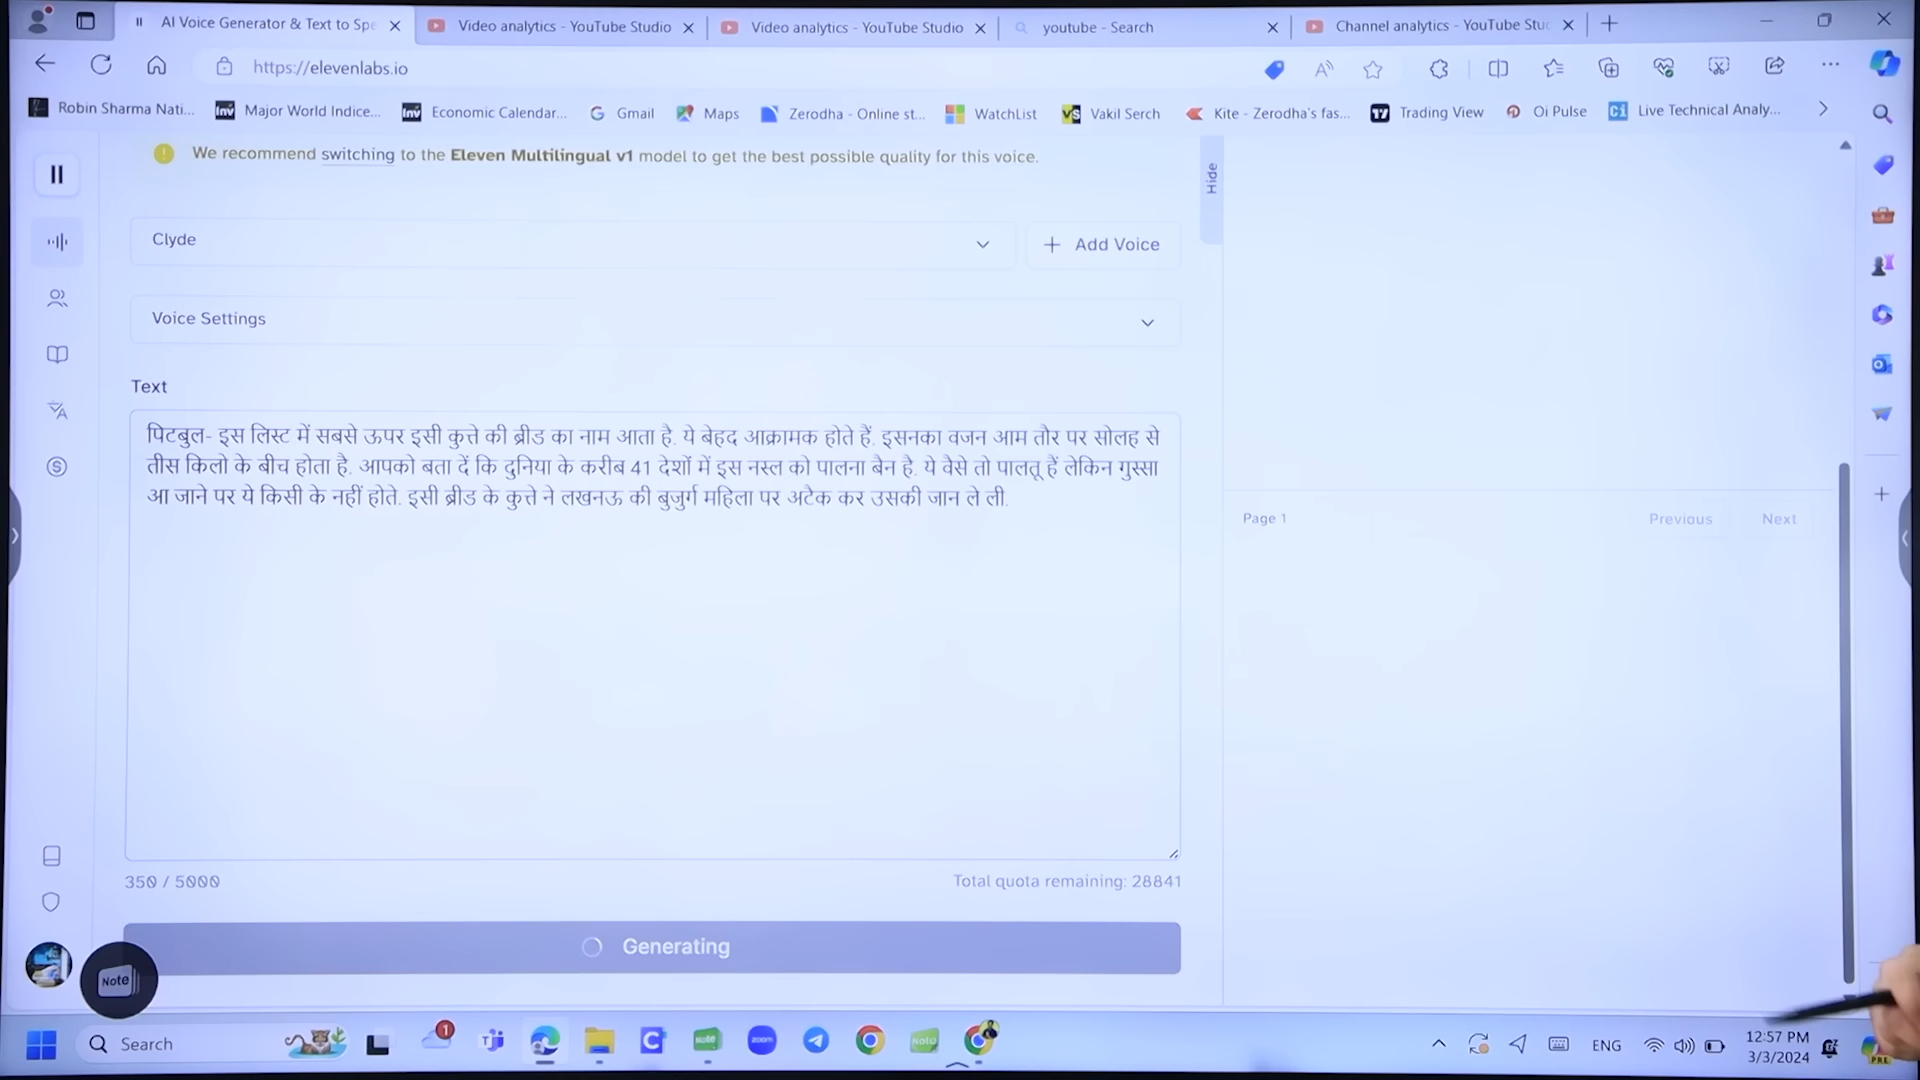 AI Voice Generator & Text to Spe
Video analytics - YouTube Studio
Video analytics - YouTube Studio
youtube - Search
Channel analytics - YouTube Stuc
https://elevenlabs.io
Robin Sharma Nati...
Major World Indice...
Economic Calendar...
Gmail
Maps
Zerodha - Online st...
WatchList
Vakil Serch
Kite - Zerodha's fas...
Trading View
Oi Pulse
Live Technical Analy...
We recommend switching to the Eleven Multilingual v1 model to get the best possible quality for this voice.
Hide
Clyde
Add Voice
Voice Settings
Text
पिटबुल- इस लिस्ट में सबसे ऊपर इसी कुत्ते की ब्रीड का नाम आता है. ये बेहद आक्रामक होते हैं. इसनका वजन आम तौर पर सोलह से
तीस किलो के बीच होता है. आपको बता दें कि दुनिया के करीब 41 देशों में इस नस्ल को पालना बैन है. ये वैसे तो पालतू हैं लेकिन गुस्सा
आ जाने पर ये किसी के नहीं होते. इसी ब्रीड के कुत्ते ने लखनऊ की बुजुर्ग महिला पर अटैक कर उसकी जान ले ली.
Page 1
Previous
Next
350 / 5000
Total quota remaining: 28841
Generating
Note
Search
1
ENG
12:57 PM
3/3/2024